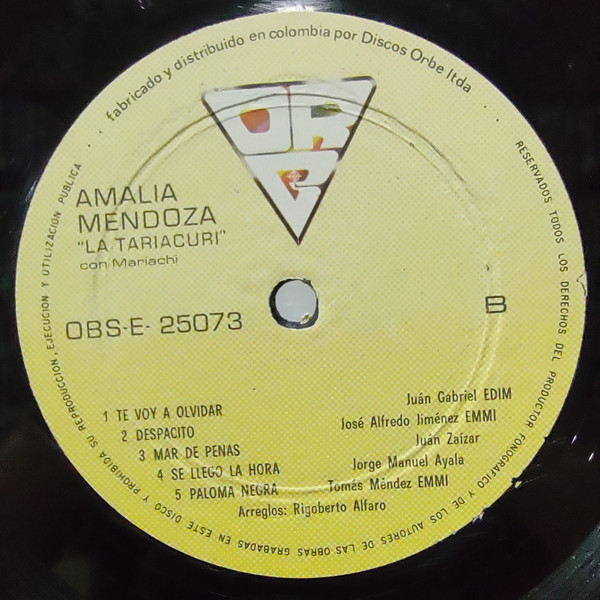 fabricado y distribuido en colombia por Discos Orbe ltda
ORBE
AMALIA
MENDOZA
"LA TARIACURI"
con Mariachi
OBS-E- 25073
B
1 TE VOY A OLVIDAR Juán Gabriel EDIM
2 DESPACITO José Alfredo Jiménez EMMI
3 MAR DE PENAS Juán Zaízar
4 SE LLEGO LA HORA Jorge Manuel Ayala
5 PALOMA NEGRA Tomás Méndez EMMI
Arreglos: Rigoberto Alfaro
RESERVADOS TODOS LOS DERECHOS DEL PRODUCTOR FONOGRAFICO Y DE LOS AUTORES DE LAS OBRAS GRABADAS EN ESTE DISCO Y PROHIBIDA SU REPRODUCCION, EJECUCION Y UTILIZACION PUBLICA